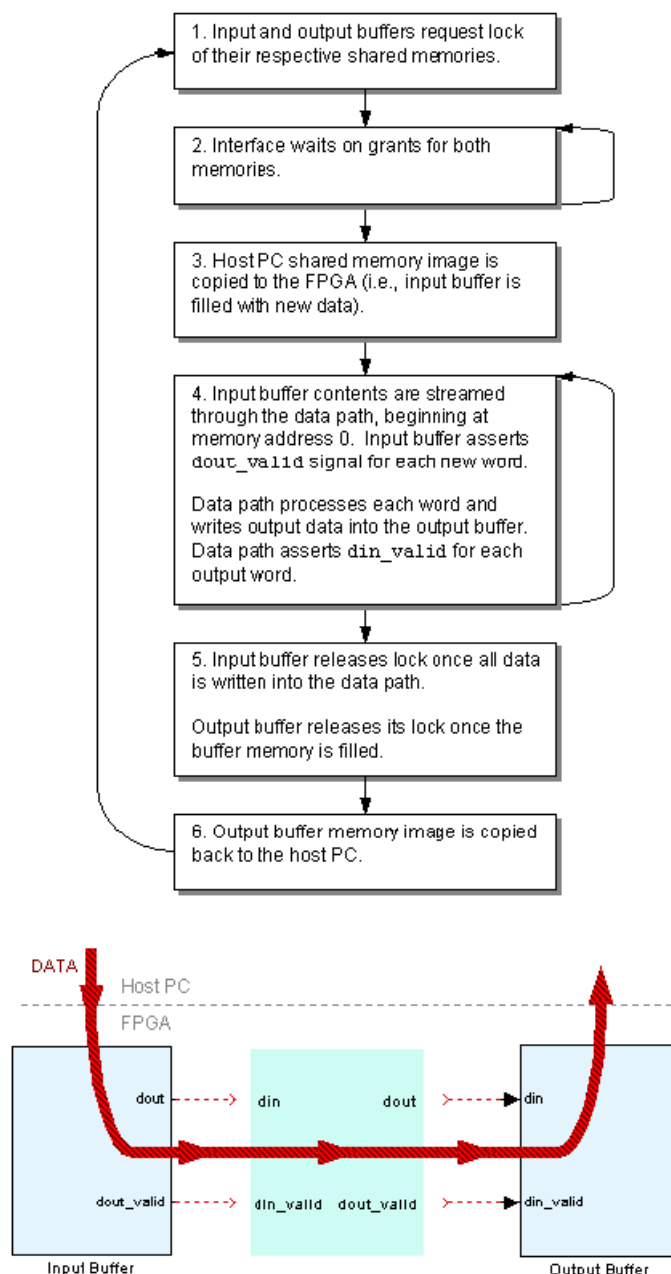 1. Input and output buffers request lock
of their respective shared memories.
2. Interface waits on grants for both
memories.
3. Host PC shared memory image is
copied to the FPGA (i.e., input buffer is
filled with new data).
4. Input buffer contents are streamed
through the data path, beginning at
memory address 0.  Input buffer asserts
dout_valid signal for each new word.
Data path processes each word and
writes output data into the output buffer.
Data path asserts din_valid for each
output word.
5. Input buffer releases lock once all data
is written into the data path.
Output buffer releases its lock once the
buffer memory is filled.
6. Output buffer memory image is copied
back to the host PC.
DATA
Host PC
FPGA
dout
din
dout
din
dout_valid
din_valid
dout_valid
din_valid
Input Buffer
Output Buffer